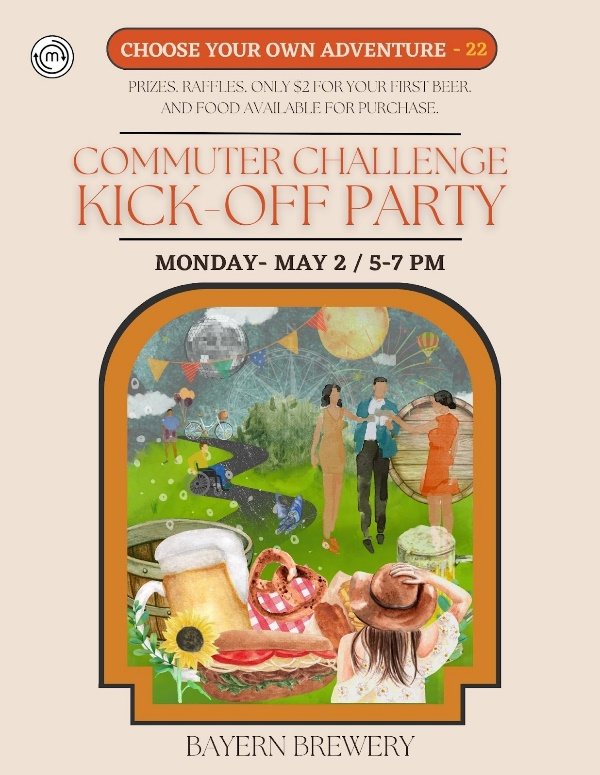 m
CHOOSE YOUR OWN ADVENTURE - 22
PRIZES. RAFFLES. ONLY $2 FOR YOUR FIRST BEER.
AND FOOD AVAILABLE FOR PURCHASE.
COMMUTER CHALLENGE
KICK-OFF PARTY
MONDAY- MAY 2 / 5-7 PM
BAYERN BREWERY